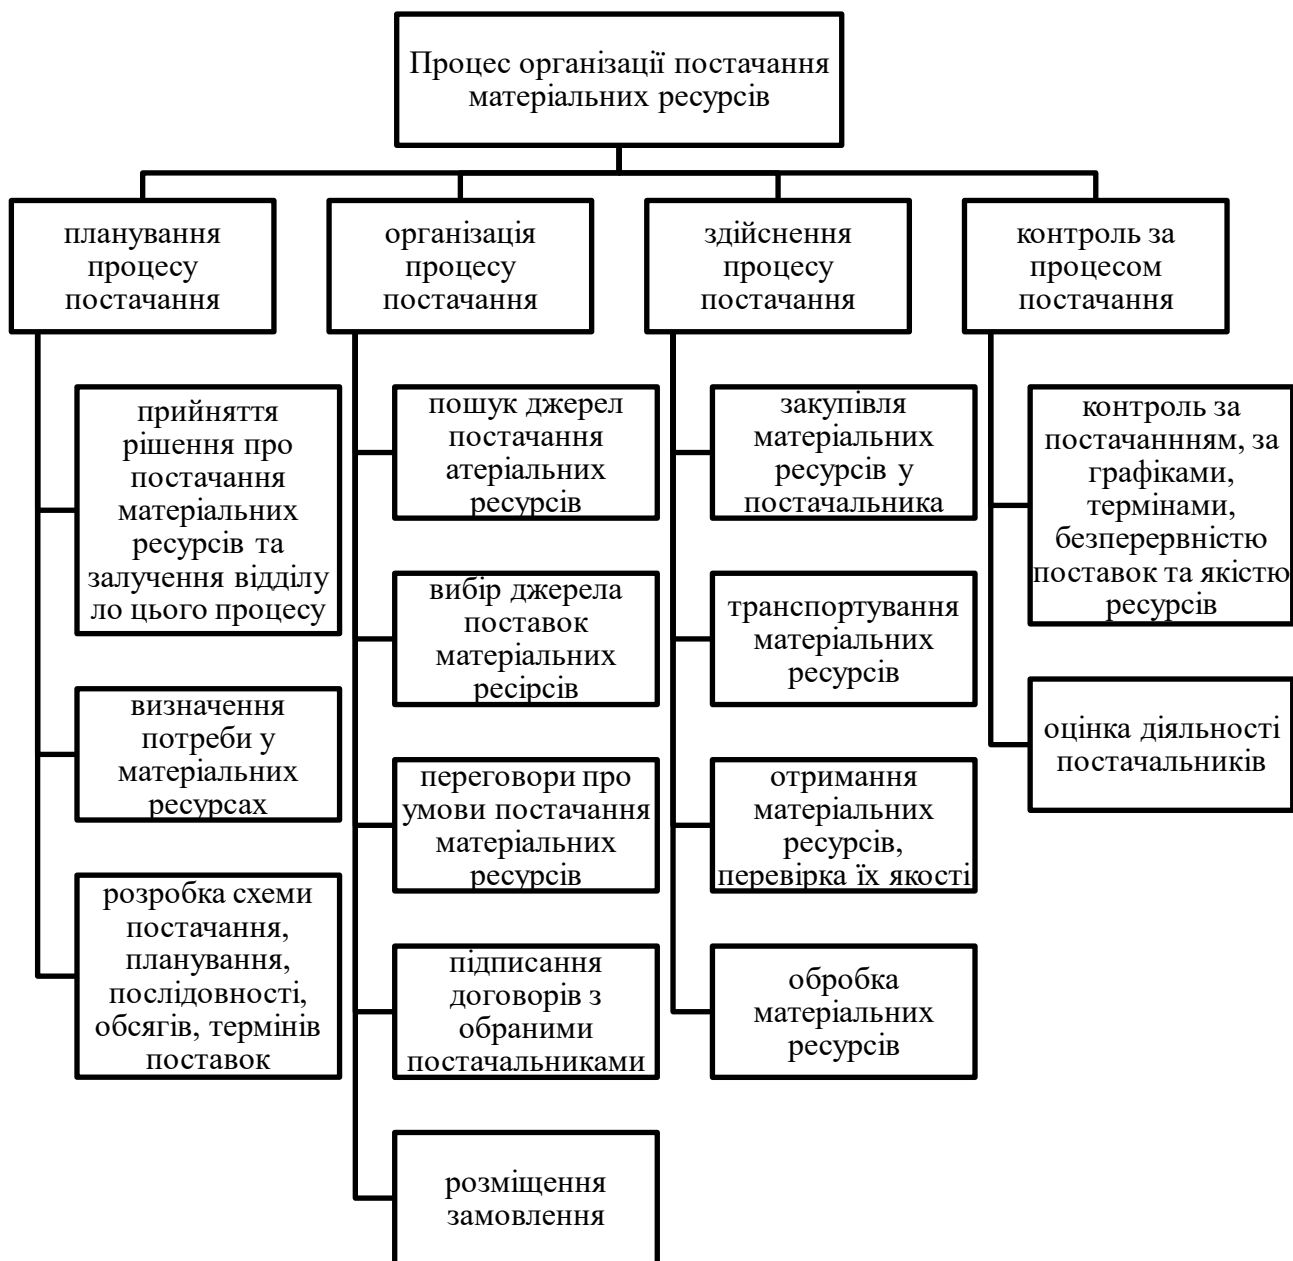 Процес організації постачання
матеріальних ресурсів
планування
процесу
постачання
прийняття
рішення про
постачання
матеріальних
ресурсів та
залучення відділу
ло цього процесу
визначення
потреби у
матеріальних
ресурсах
розробка схеми
постачання,
планування,
послідовності,
обсягів, термінів
поставок
організація
процесу
постачання
пошук джерел
постачання
атеріальних
ресурсів
вибір джерела
поставок
матеріальних
ресірсів
переговори про
умови постачання
матеріальних
ресурсів
підписання
договорів з
обраними
постачальниками
розміщення
замовлення
здійснення
процесу
постачання
закупівля
матеріальних
ресурсів у
постачальника
транспортування
матеріальних
ресурсів
отримання
матеріальних
ресурсів,
перевірка їх якості
обробка
матеріальних
ресурсів
контроль за
процесом
постачання
контроль за
постачаннням, за
графіками,
термінами,
безперервністю
поставок та якістю
ресурсів
оцінка діяльності
постачальників